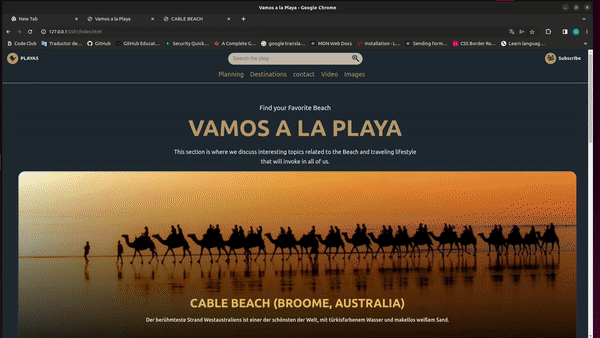 Vamos a la Playa - Google Chrome
New Tab
Vamos a la Playa
CABLE BEACH
127.0.0.1:5501/index.html
Code Club
Traductor de...
GitHub
GitHub Educat...
Security Quick...
A Complete G...
google transla...
MDN Web Docs
Installation - L...
Sending form...
CSS Border Ra...
Learn languag...
PLAYAS
Search the blog
Subscribe
Planning Destinations contact Video Images
Find your Favorite Beach
VAMOS A LA PLAYA
This section is where we discuss interesting topics related to the Beach and traveling lifestyle
that will invoke in all of us.
CABLE BEACH (BROOME, AUSTRALIA)
Der berühmteste Strand Westaustraliens ist einer der schönsten der Welt, mit türkisfarbenem Wasser und makellos weißem Sand.